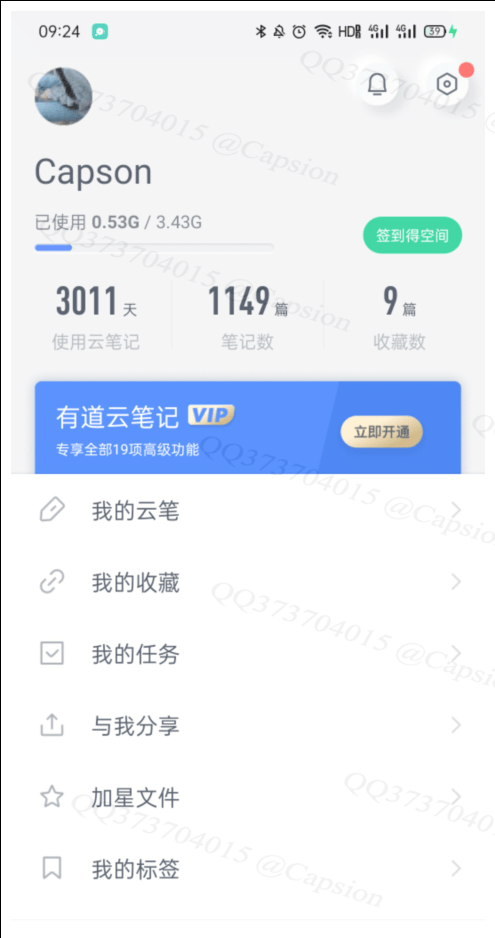 09:24 HD 4G 4G 39
Capson
已使用 0.53G / 3.43G
签到得空间
3011 天 1149 篇 9 篇
使用云笔记 笔记数 收藏数
有道云笔记 VIP
立即开通
专享全部19项高级功能
我的云笔
我的收藏
我的任务
与我分享
加星文件
我的标签
QQ373704015 @Capsion
QQ373704015 @Capsion
QQ373704015 @Capsion
QQ373704015 @Capsion
QQ373704015 @Capsion